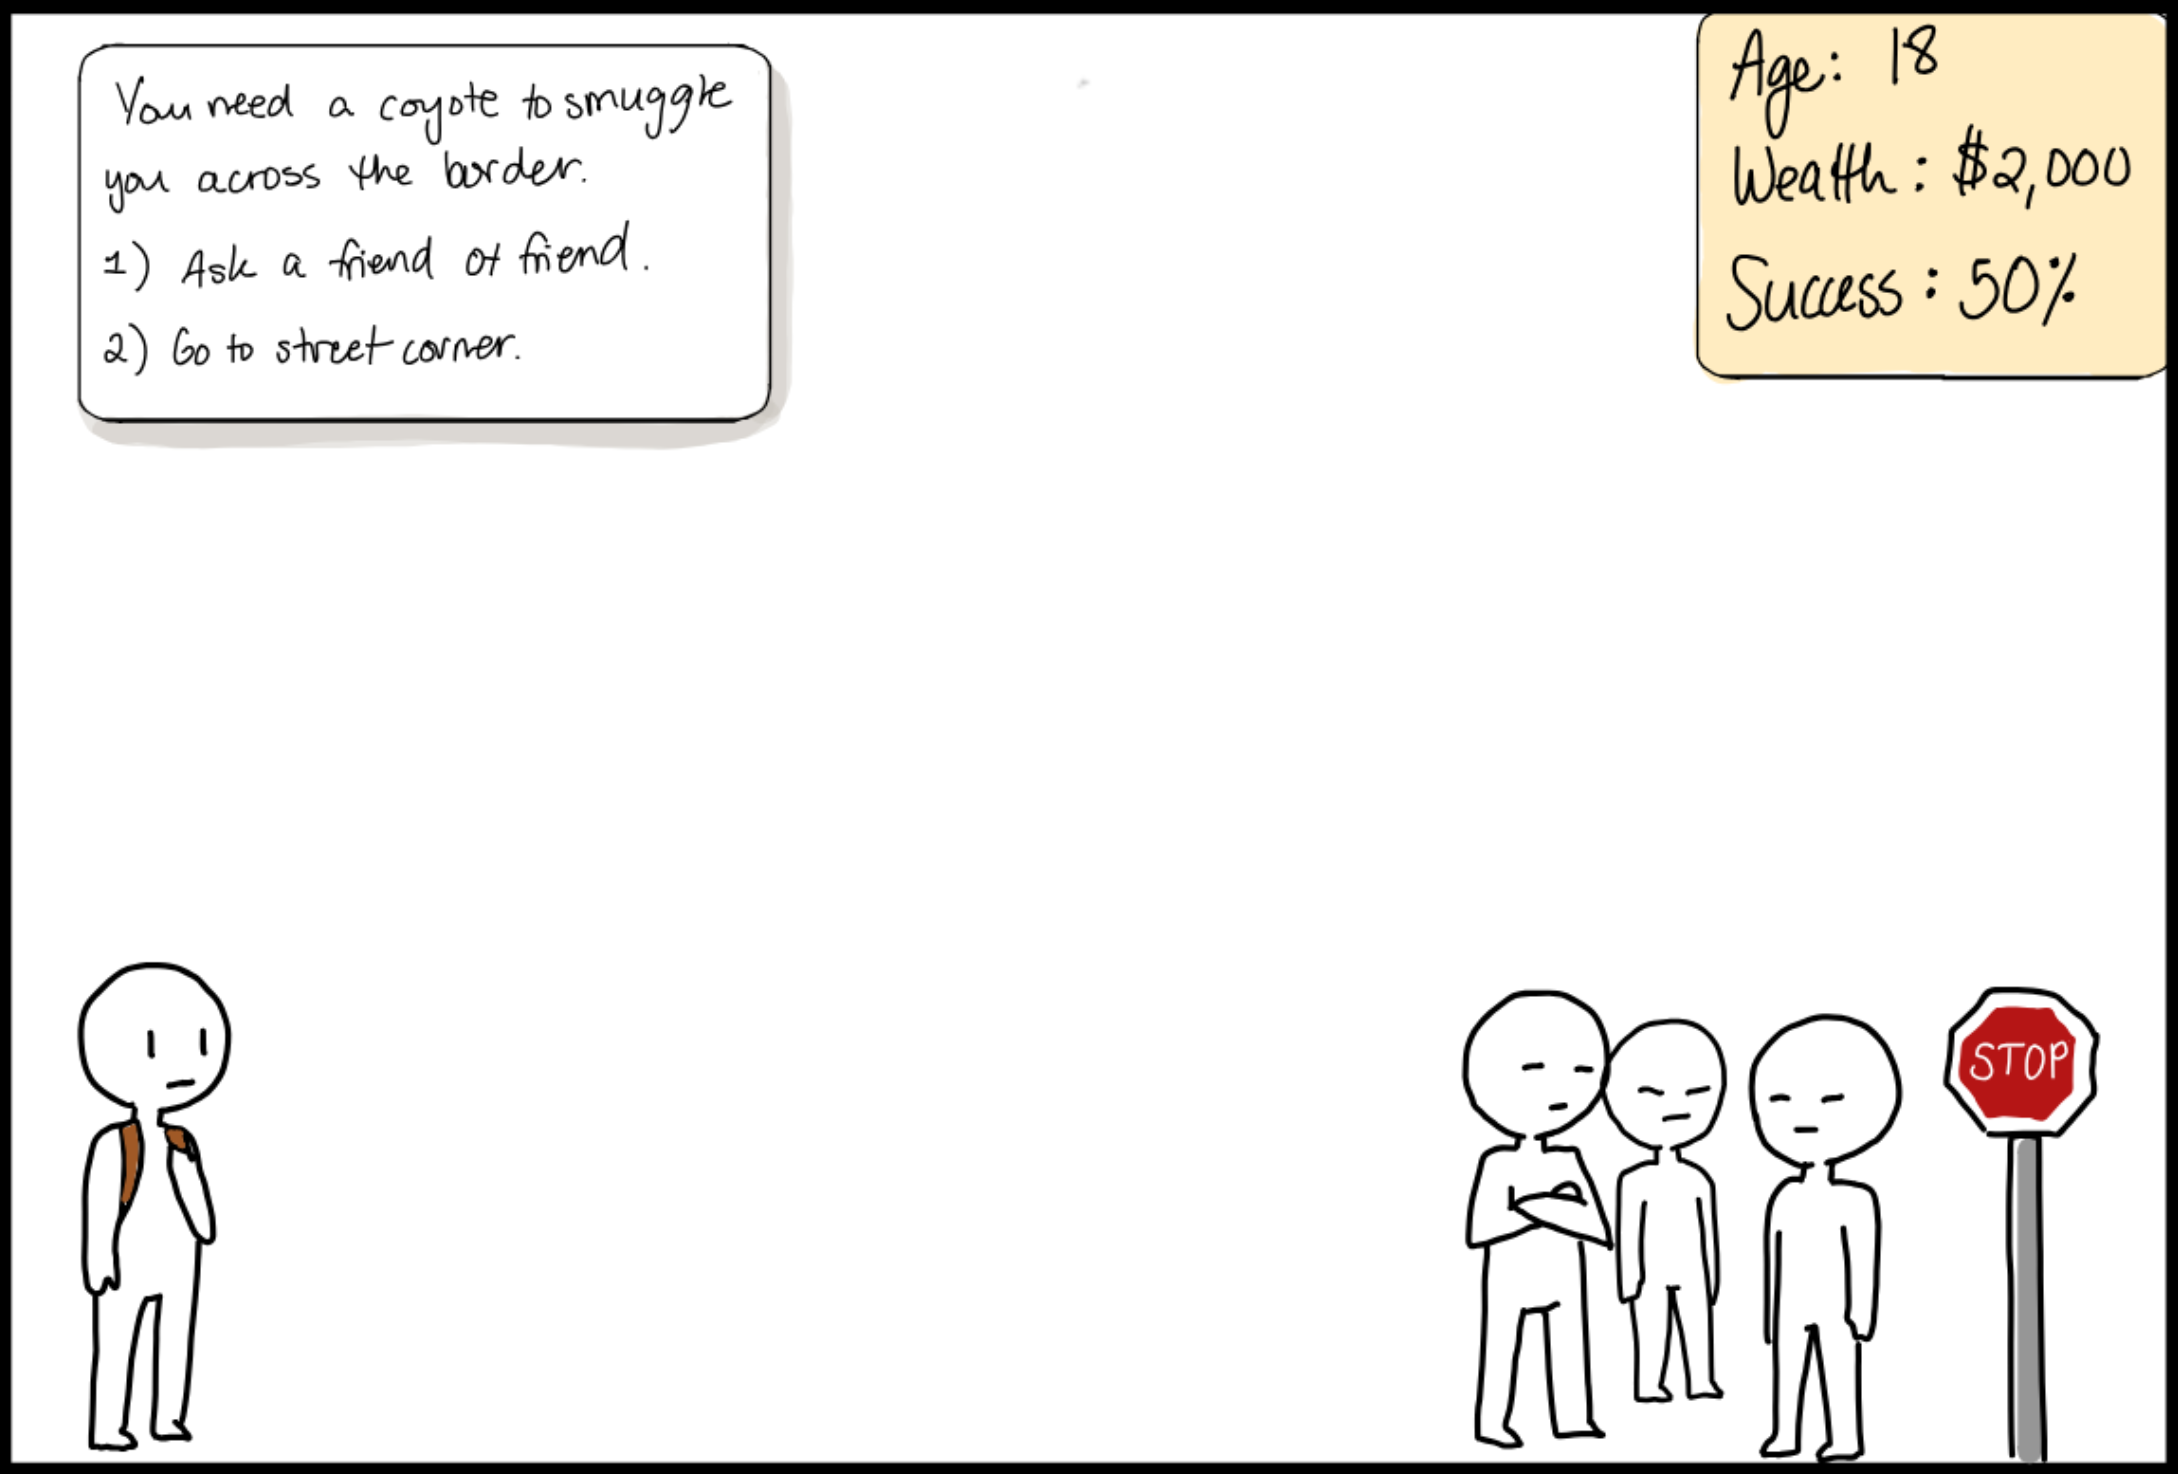 You need a coyote to smuggle
you across the border.
1) Ask a friend of friend.
2) Go to street corner.
Age: 18
Wealth: $2,000
Success: 50%
STOP